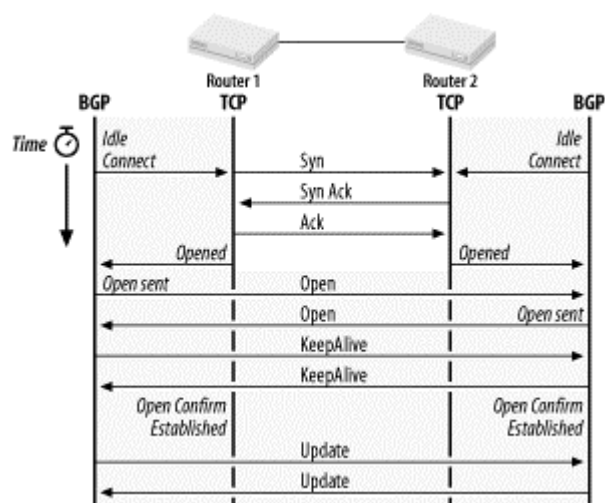 Router 1 Router 2
BGP TCP TCP BGP
Time Idle Idle
Connect Syn Connect
Syn Ack
Ack
Opened Opened
Open sent Open
Open Open sent
KeepAlive
KeepAlive
Open Confirm Open Confirm
Established Established
Update
Update